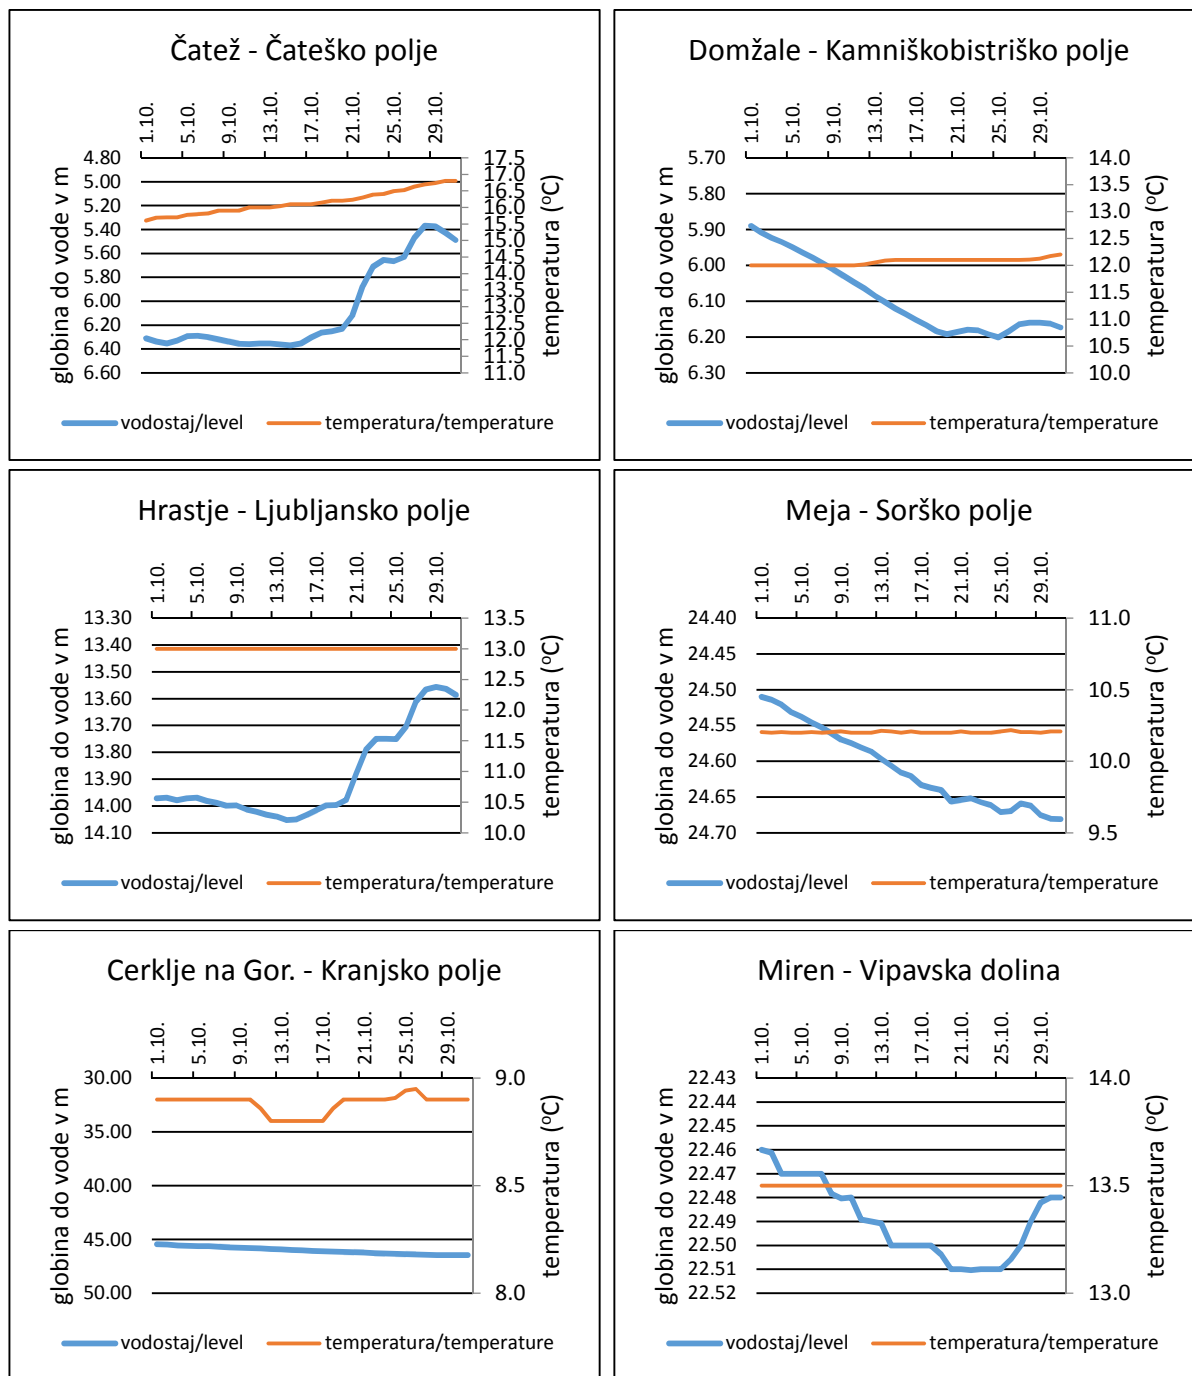 Čatež - Čateško polje
1.10. 5.10. 9.10. 13.10. 17.10. 21.10. 25.10. 29.10.
globina do vode v m
4.80
5.00
5.20
5.40
5.60
5.80
6.00
6.20
6.40
6.60
17.5
17.0
16.5
16.0
15.5
15.0
14.5
14.0
13.5
13.0
12.5
12.0
11.5
11.0
temperatura (ºC)
vodostaj/level temperatura/temperature
Domžale - Kamniškobistriško polje
1.10. 5.10. 9.10. 13.10. 17.10. 21.10. 25.10. 29.10.
globina do vode v m
5.70
5.80
5.90
6.00
6.10
6.20
6.30
14.0
13.5
13.0
12.5
12.0
11.5
11.0
10.5
10.0
temperatura (ºC)
vodostaj/level temperatura/temperature
Hrastje - Ljubljansko polje
1.10. 5.10. 9.10. 13.10. 17.10. 21.10. 25.10. 29.10.
globina do vode v m
13.30
13.40
13.50
13.60
13.70
13.80
13.90
14.00
14.10
13.5
13.0
12.5
12.0
11.5
11.0
10.5
10.0
temperatura (ºC)
vodostaj/level temperatura/temperature
Meja - Sorško polje
1.10. 5.10. 9.10. 13.10. 17.10. 21.10. 25.10. 29.10.
globina do vode v m
24.40
24.45
24.50
24.55
24.60
24.65
24.70
11.0
10.5
10.0
9.5
temperatura (ºC)
vodostaj/level temperatura/temperature
Cerklje na Gor. - Kranjsko polje
1.10. 5.10. 9.10. 13.10. 17.10. 21.10. 25.10. 29.10.
globina do vode v m
30.00
35.00
40.00
45.00
50.00
9.0
8.5
8.0
temperatura (ºC)
vodostaj/level temperatura/temperature
Miren - Vipavska dolina
1.10. 5.10. 9.10. 13.10. 17.10. 21.10. 25.10. 29.10.
globina do vode v m
22.43
22.44
22.45
22.46
22.47
22.48
22.49
22.50
22.51
22.52
14.0
13.5
13.0
temperatura (ºC)
vodostaj/level temperatura/temperature